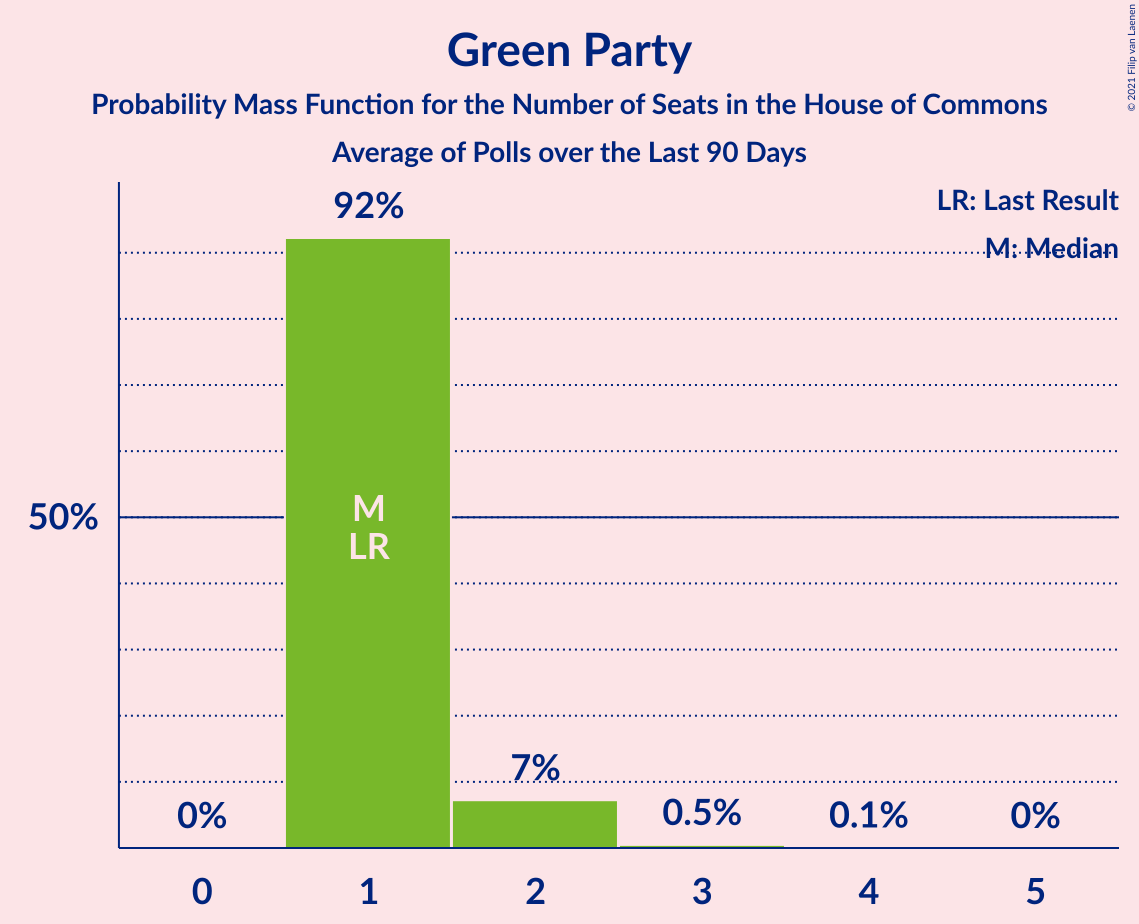 Green Party
Probability Mass Function for the Number of Seats in the House of Commons
Average of Polls over the Last 90 Days
© 2021 Filip van Laenen
LR: Last Result
M: Median
92%
50%
M
LR
7%
0%
0.5%
0.1%
0%
0 1 2 3 4 5